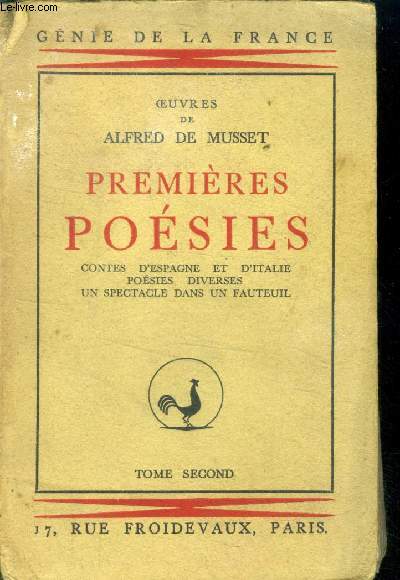 le-livre.com
GÉNIE DE LA FRANCE
ŒUVRES
DE
ALFRED DE MUSSET
PREMIÈRES
POÉSIES
CONTES D'ESPAGNE ET D'ITALIE
POÉSIES DIVERSES
UN SPECTACLE DANS UN FAUTEUIL
TOME SECOND
17, RUE FROIDEVAUX, PARIS.